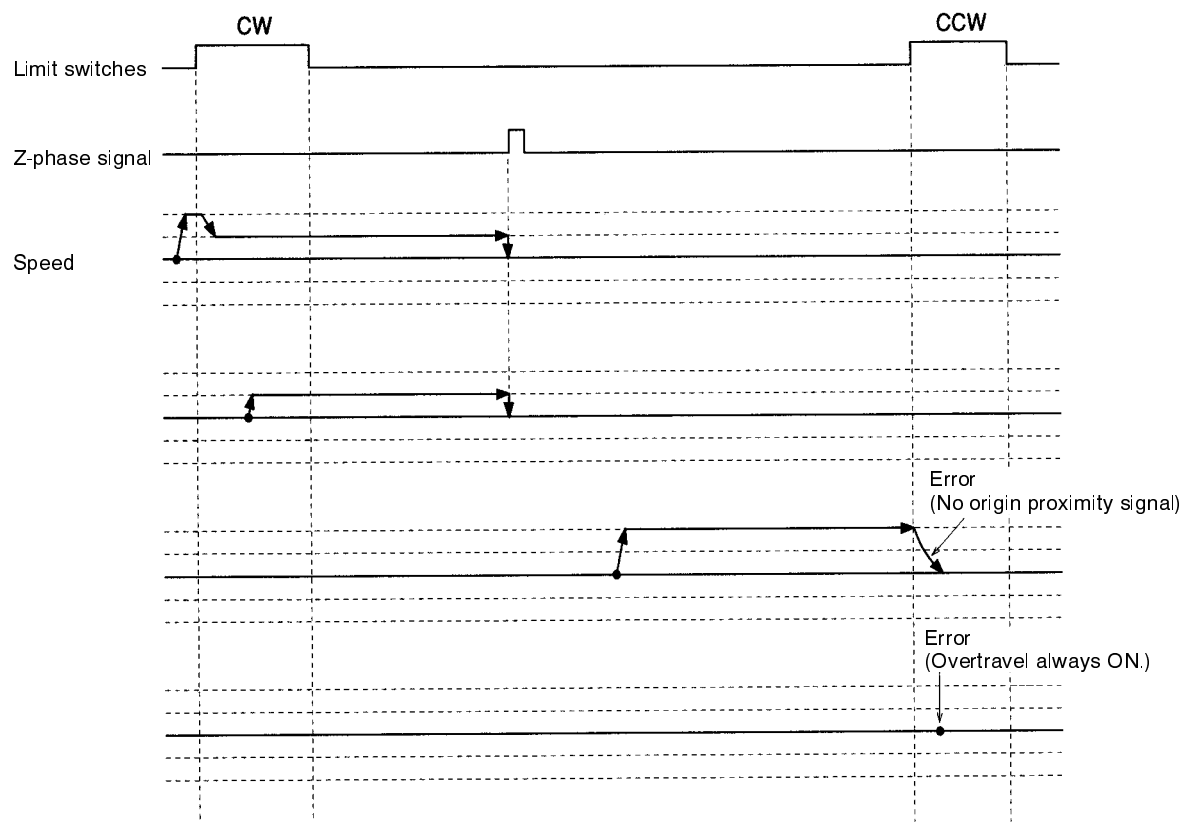 CW
CCW
Limit switches
Z-phase signal
Speed
Error
(No origin proximity signal)
Error
(Overtravel always ON.)